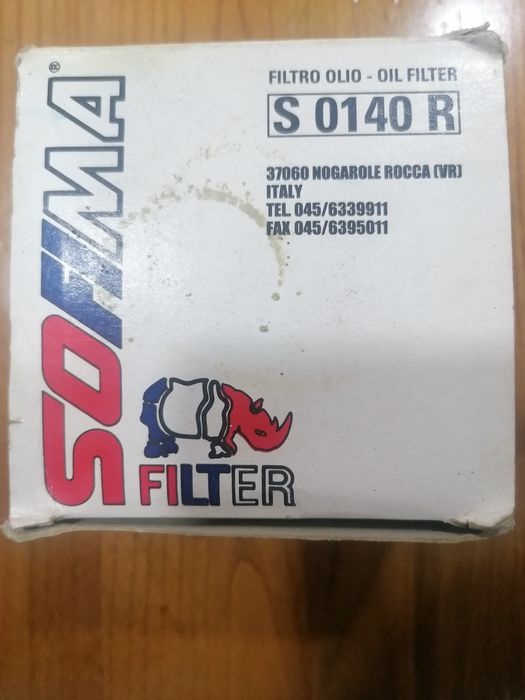 SOFIMA®
FILTRO OLIO - OIL FILTER
S 0140 R
37060 NOGAROLE ROCCA (VR)
ITALY
TEL. 045/6339911
FAX 045/6395011
FILTER